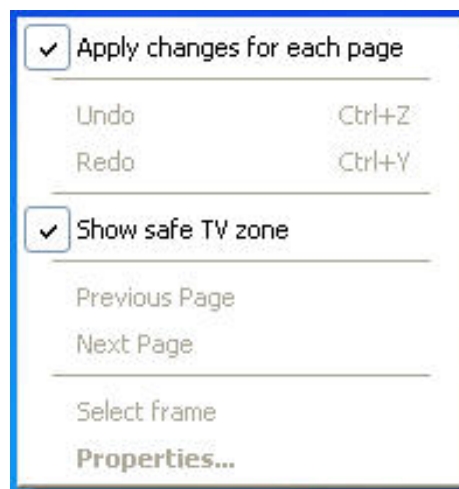 Apply changes for each page
Undo Ctrl+Z
Redo Ctrl+Y
Show safe TV zone
Previous Page
Next Page
Select frame
Properties...